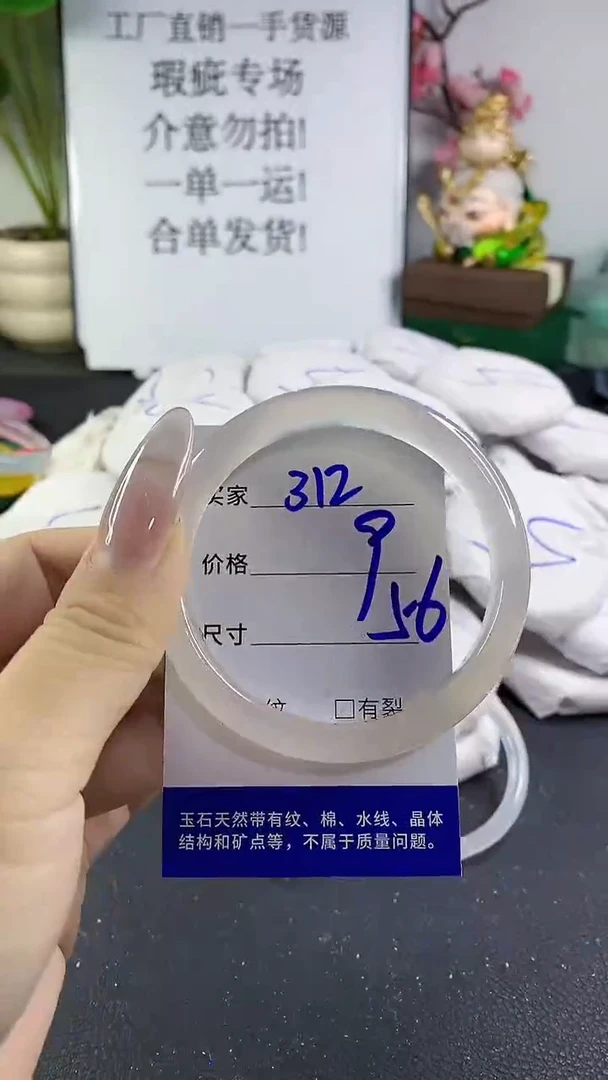 工厂直销一手货源
瑕疵专场
介意勿拍!
一单一运!
合单发货!
买家 312
价格 9
尺寸 56
纹 □有裂
玉石天然带有纹、棉、水线、晶体
结构和矿点等，不属于质量问题。